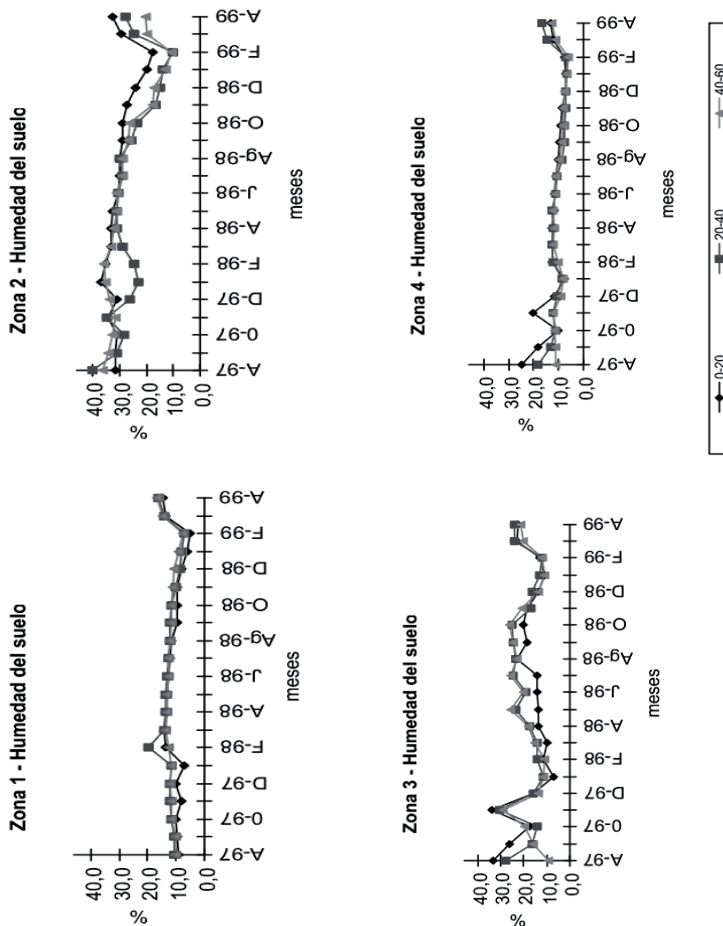 Zona 1 - Humedad del suelo
%
40,0
30,0
20,0
10,0
0,0
A-97
0-97
D-97
F-98
A-98
J-98
Ag-98
O-98
D-98
F-99
A-99
meses
Zona 2 - Humedad del suelo
%
40,0
30,0
20,0
10,0
0,0
A-97
0-97
D-97
F-98
A-98
J-98
Ag-98
O-98
D-98
F-99
A-99
meses
Zona 3 - Humedad del suelo
%
40,0
30,0
20,0
10,0
0,
A-97
0-97
D-97
F-98
A-98
J-98
Ag-98
O-98
D-98
F-99
A-99
meses
Zona 4 - Humedad del suelo
%
40,0
30,0
20,0
10,0
0,
A-97
0-97
D-97
F-98
A-98
J-98
Ag-98
O-98
D-98
F-99
A-99
meses
0-20 20-40 40-60